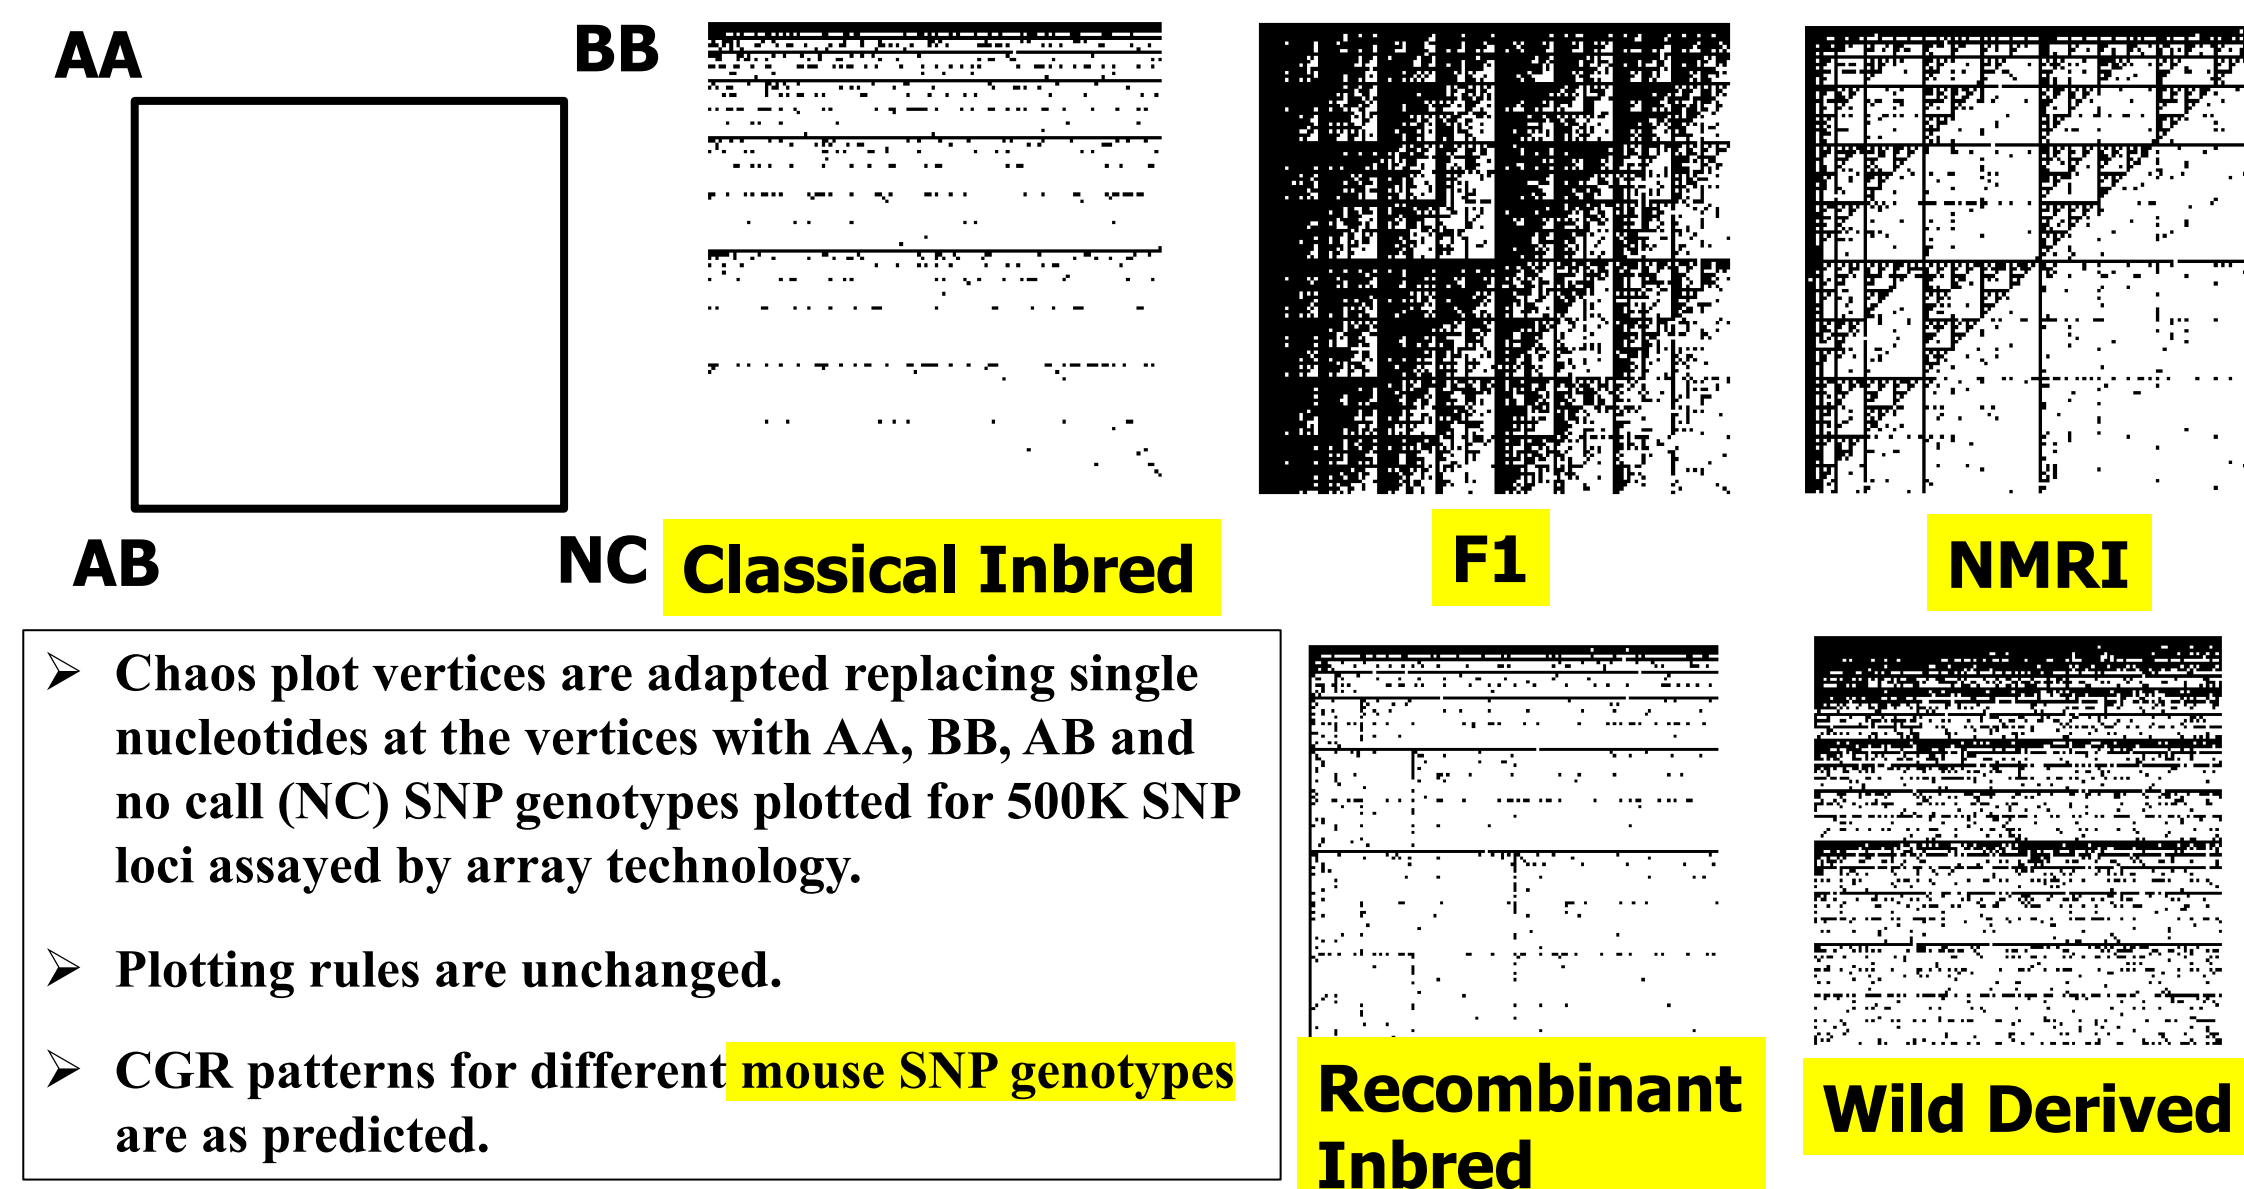 AA
BB
AB
NC
Classical Inbred
F1
NMRI
➢ Chaos plot vertices are adapted replacing single
nucleotides at the vertices with AA, BB, AB and
no call (NC) SNP genotypes plotted for 500K SNP
loci assayed by array technology.
➢ Plotting rules are unchanged.
➢ CGR patterns for different mouse SNP genotypes
are as predicted.
Recombinant
Inbred
Wild Derived